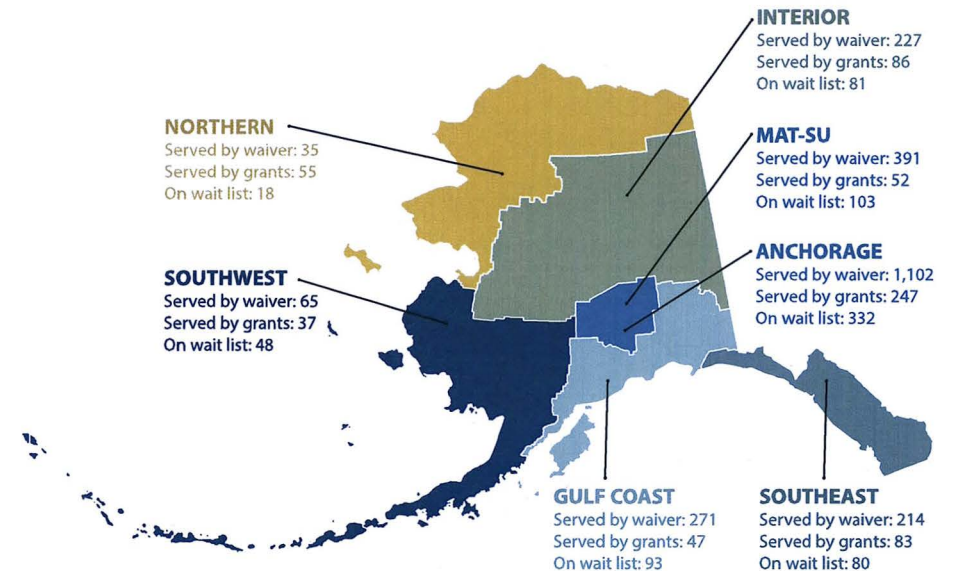 INTERIOR
Served by waiver: 227
Served by grants: 86
On wait list: 81
NORTHERN
Served by waiver: 35
Served by grants: 55
On wait list: 18
MAT-SU
Served by waiver: 391
Served by grants: 52
On wait list: 103
ANCHORAGE
Served by waiver: 1,102
Served by grants: 247
On wait list: 332
SOUTHWEST
Served by waiver: 65
Served by grants: 37
On wait list: 48
GULF COAST
Served by waiver: 271
Served by grants: 47
On wait list: 93
SOUTHEAST
Served by waiver: 214
Served by grants: 83
On wait list: 80